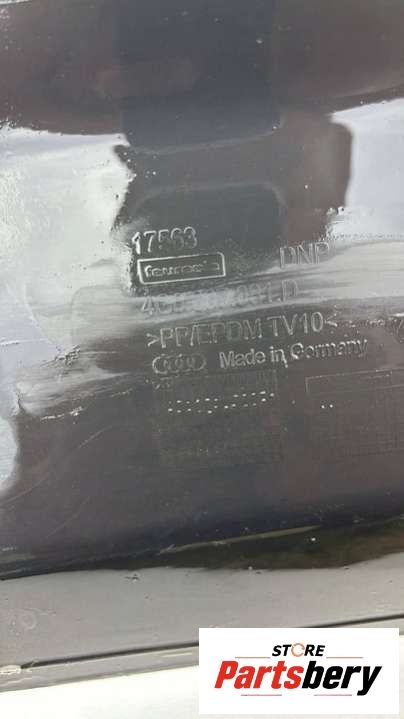 17563
DNP
>PP/EPDM TV10<
Made in Germany
STORE
Partsbery